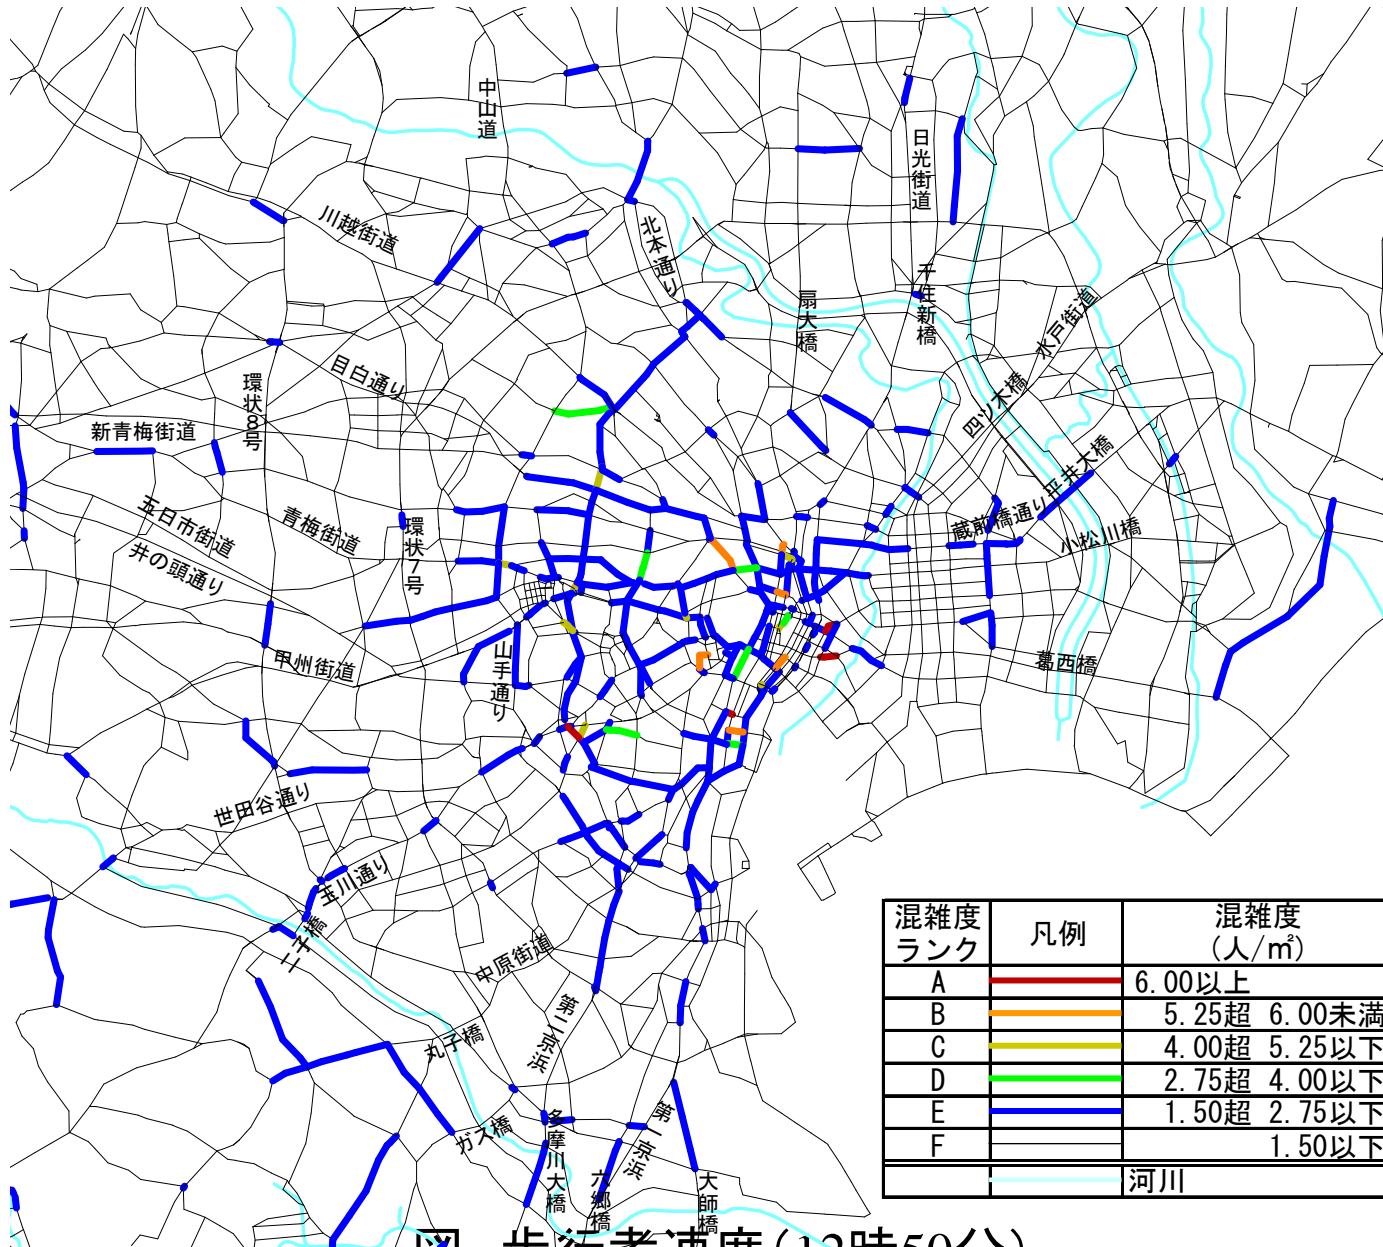 中山道
日光街道
川越街道
北本通り
千住新橋
扇大橋
水戸街道
目白通り
環状8号
四ツ木橋
新青梅街道
平井大橋
五日市街道
青梅街道
環状7号
蔵前橋通り
小松川橋
井の頭通り
甲州街道
山手通り
葛西橋
世田谷通り
玉川通り
二子橋
中原街道
第二京浜
丸子橋
ガス橋
多摩川大橋
第一京浜
六郷橋
大師橋
混雑度ランク 凡例 混雑度(人/㎡)
A 6.00以上
B 5.25超 6.00未満
C 4.00超 5.25以下
D 2.75超 4.00以下
E 1.50超 2.75以下
F 1.50以下
河川